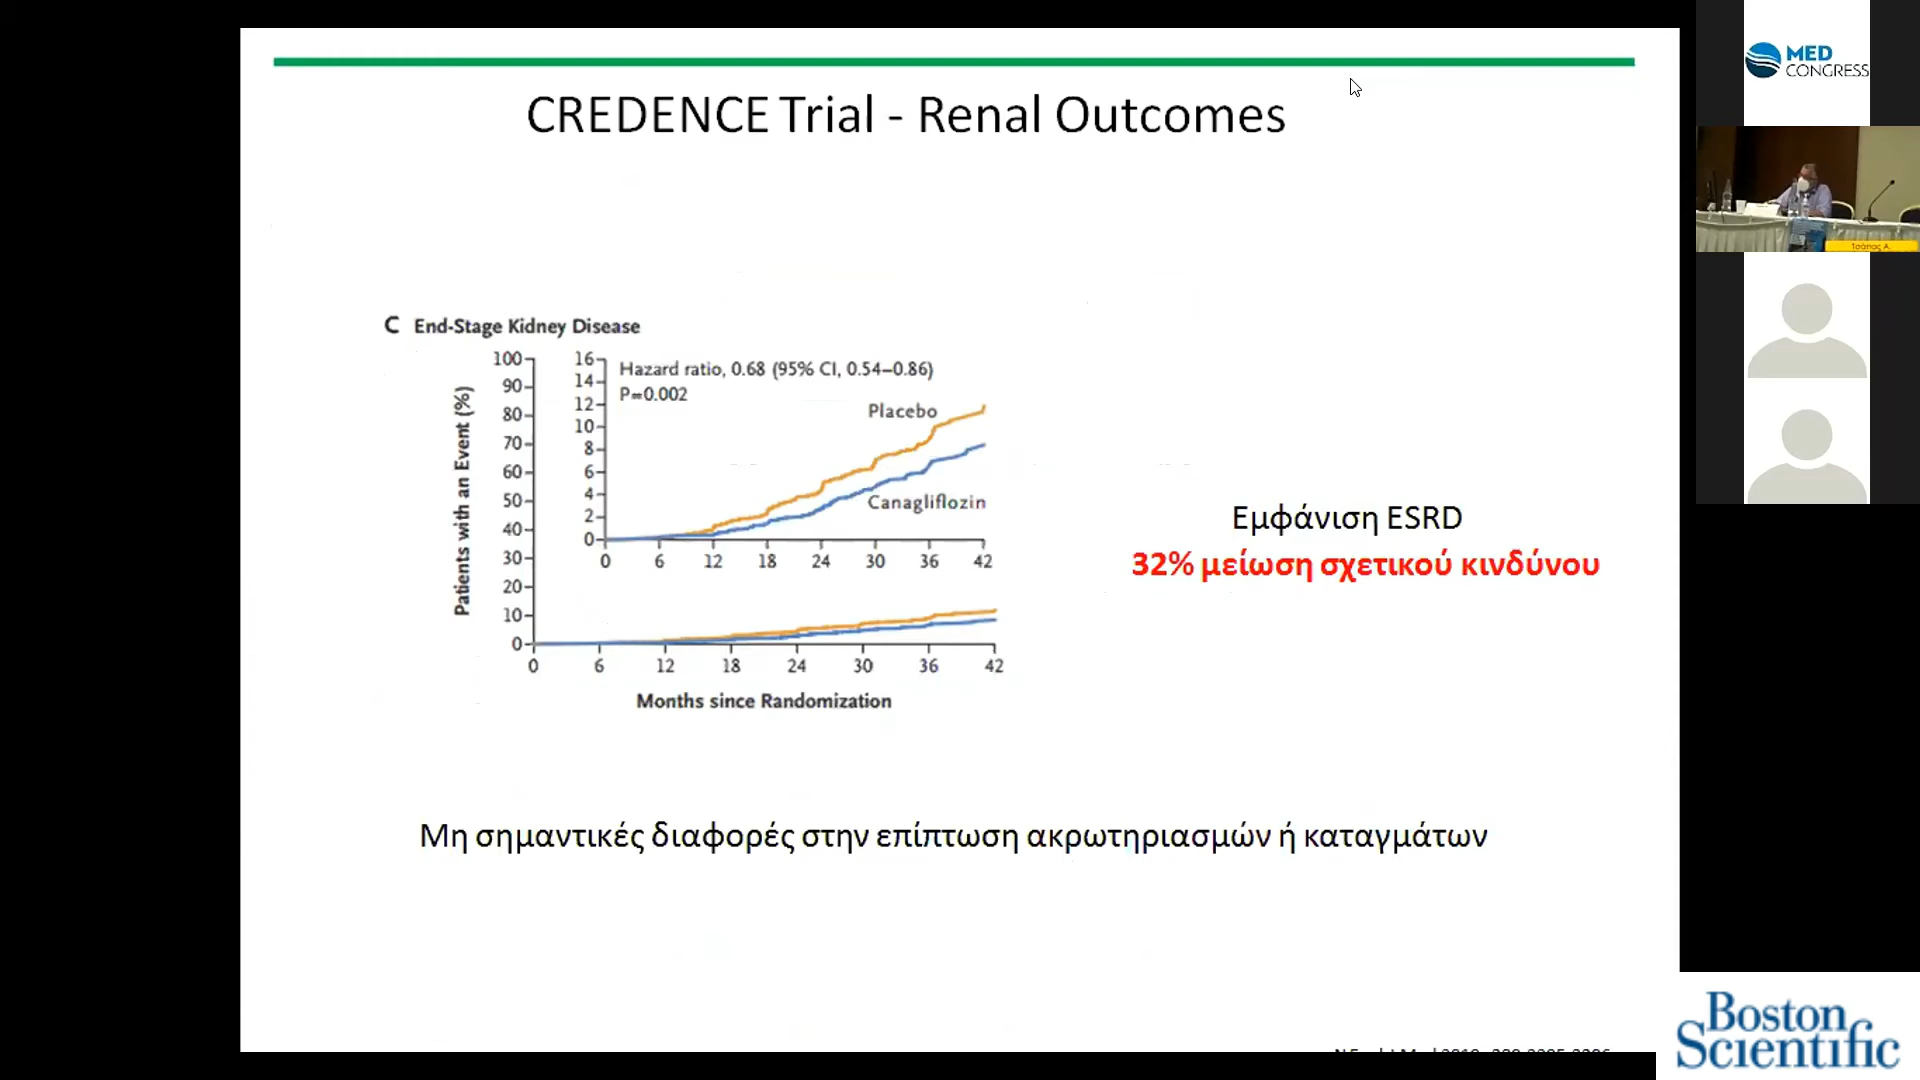 CREDENCE Trial - Renal Outcomes
C End-Stage Kidney Disease
Patients with an Event (%)
100
90
80
70
60
50
40
30
20
10
0
16
14
12
10
8
6
4
2
0
Hazard ratio, 0.68 (95% CI, 0.54–0.86)
P=0.002
Placebo
Canagliflozin
0 6 12 18 24 30 36 42
0 6 12 18 24 30 36 42
Months since Randomization
Εμφάνιση ESRD
32% μείωση σχετικού κινδύνου
Μη σημαντικές διαφορές στην επίπτωση ακρωτηριασμών ή καταγμάτων
MED
CONGRESS
Τσάπας Α.
Boston
Scientific